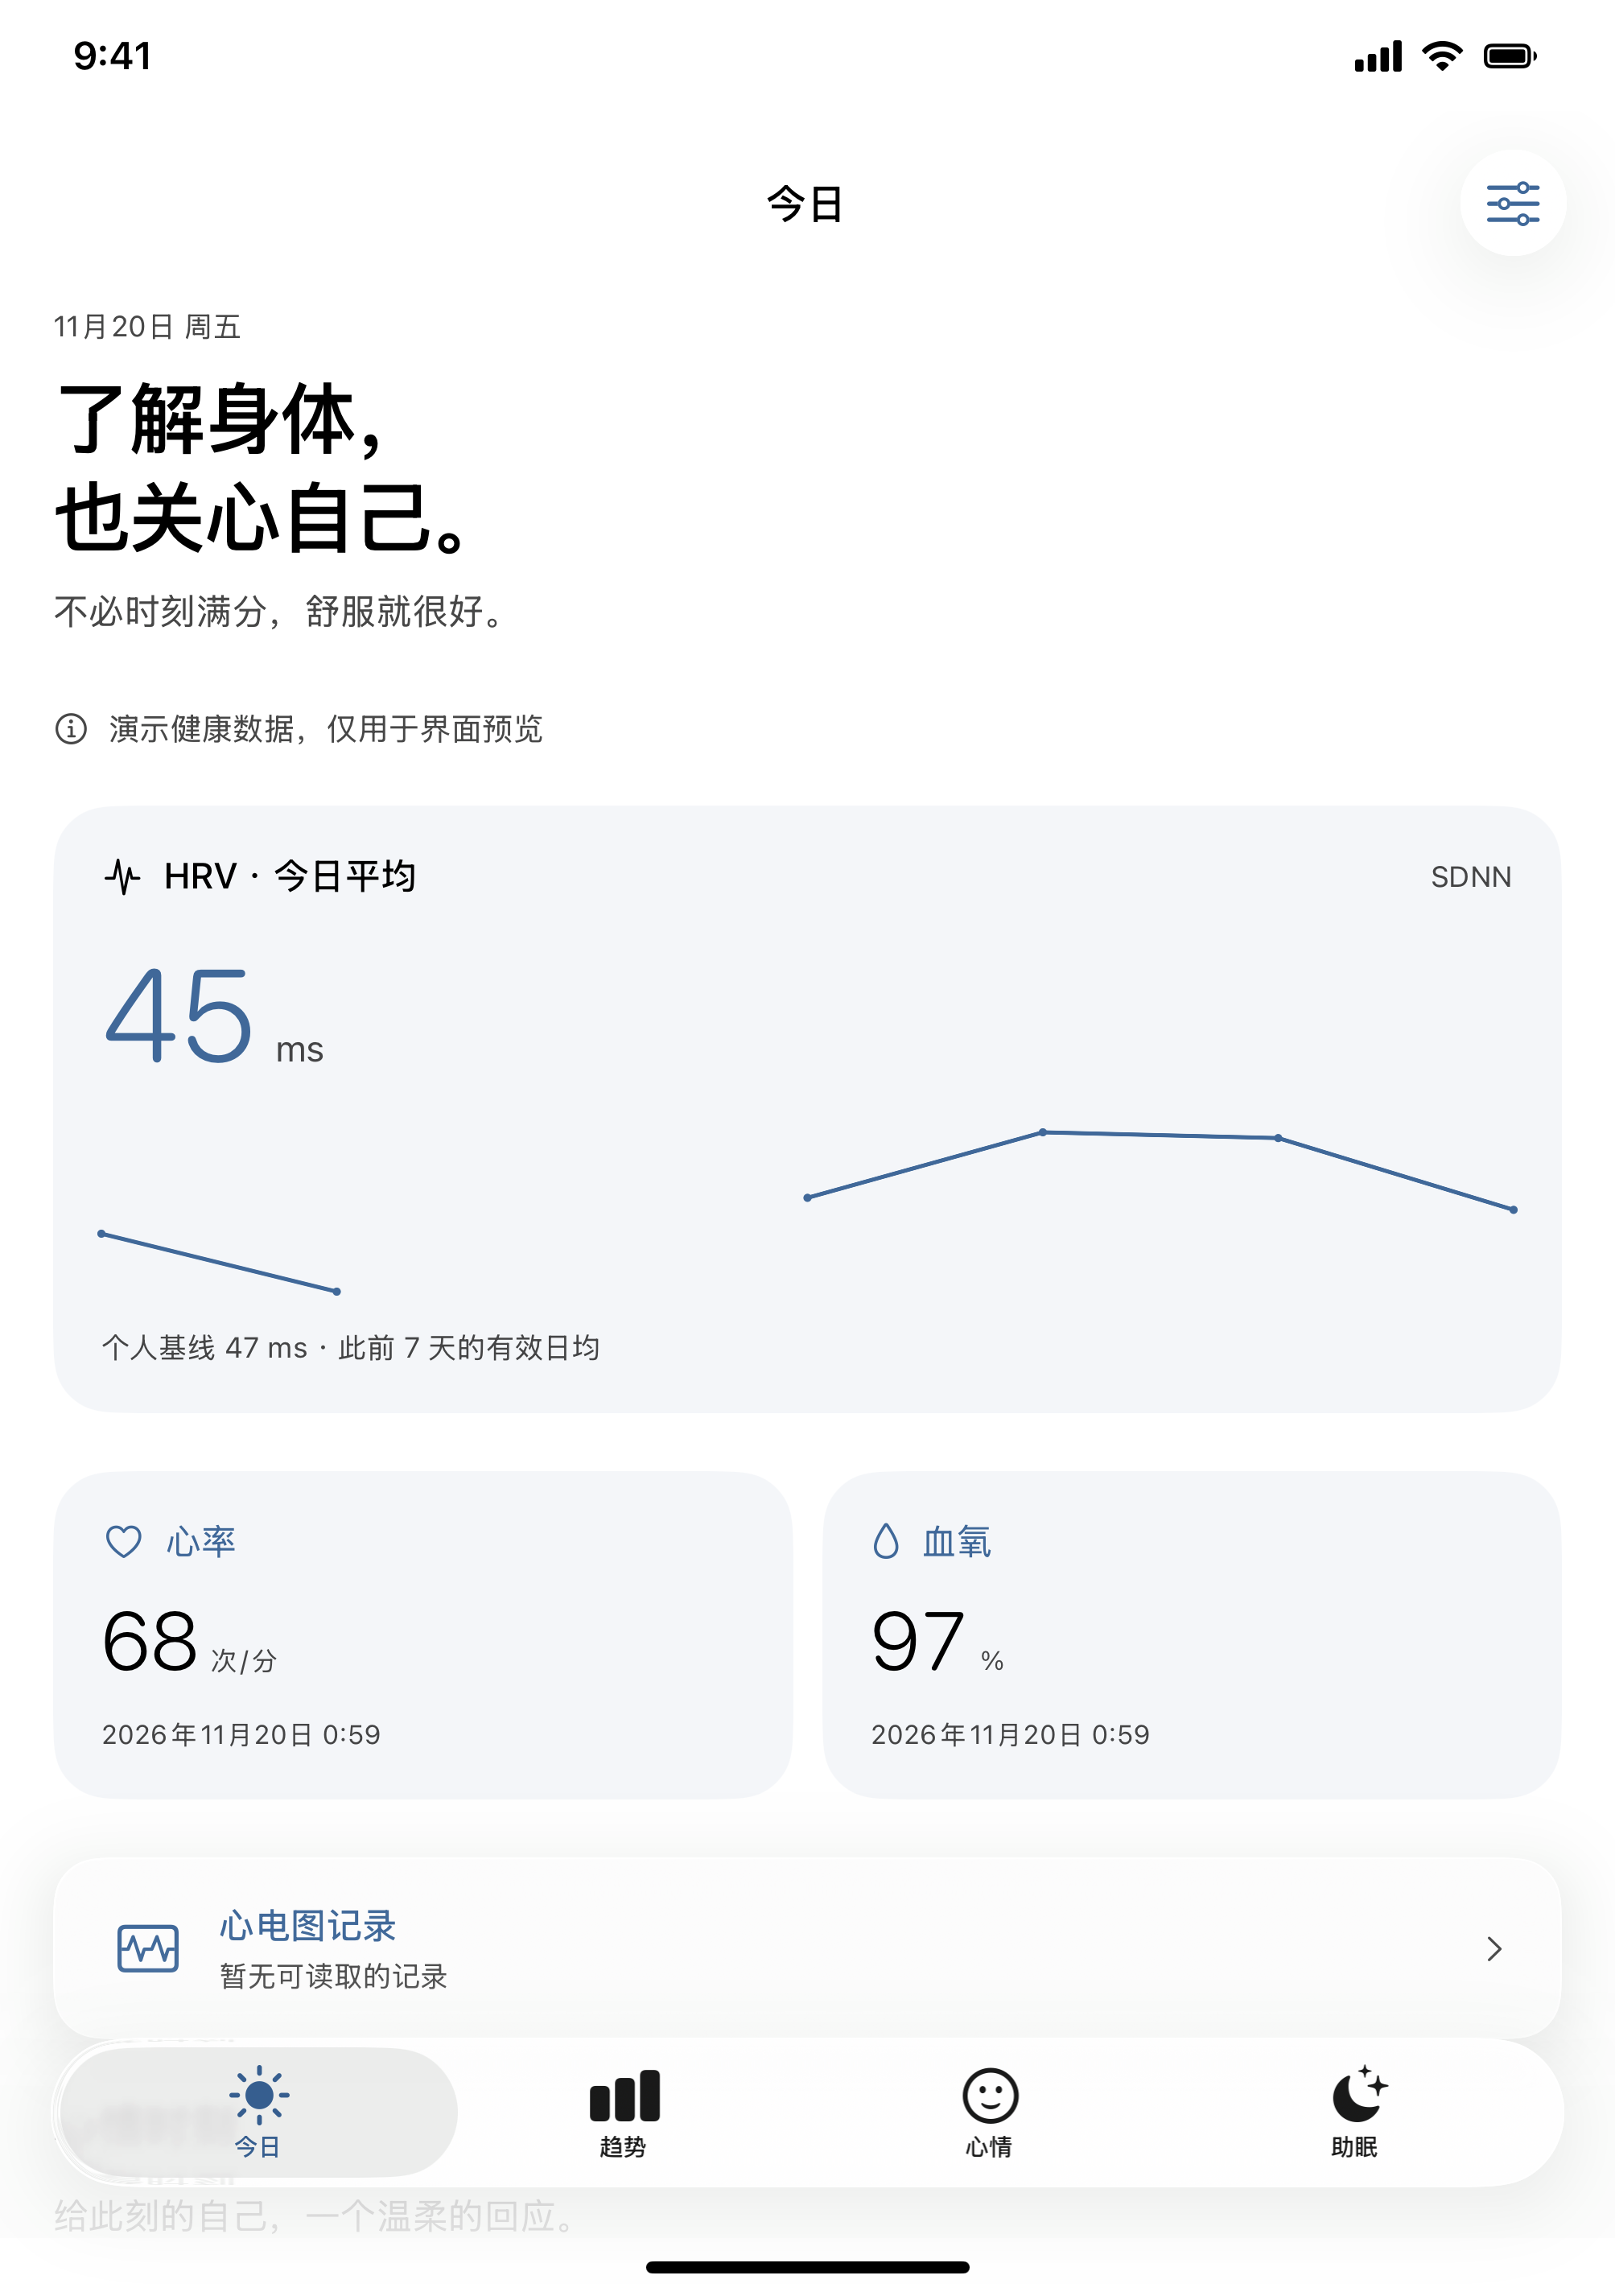 9:41
今日
11月20日 周五
了解身体，
也关心自己。
不必时刻满分，舒服就很好。
演示健康数据，仅用于界面预览
HRV · 今日平均
SDNN
45 ms
个人基线 47 ms · 此前 7 天的有效日均
心率
68 次/分
2026年11月20日 0:59
血氧
97 %
2026年11月20日 0:59
心电图记录
暂无可读取的记录
今日
趋势
心情
助眠
给此刻的自己，一个温柔的回应。